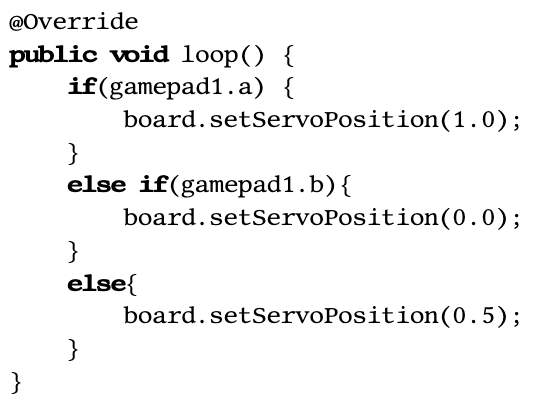 @Override
public void loop() {
    if(gamepad1.a) {
        board.setServoPosition(1.0);
    }
    else if(gamepad1.b){
        board.setServoPosition(0.0);
    }
    else{
        board.setServoPosition(0.5);
    }
}